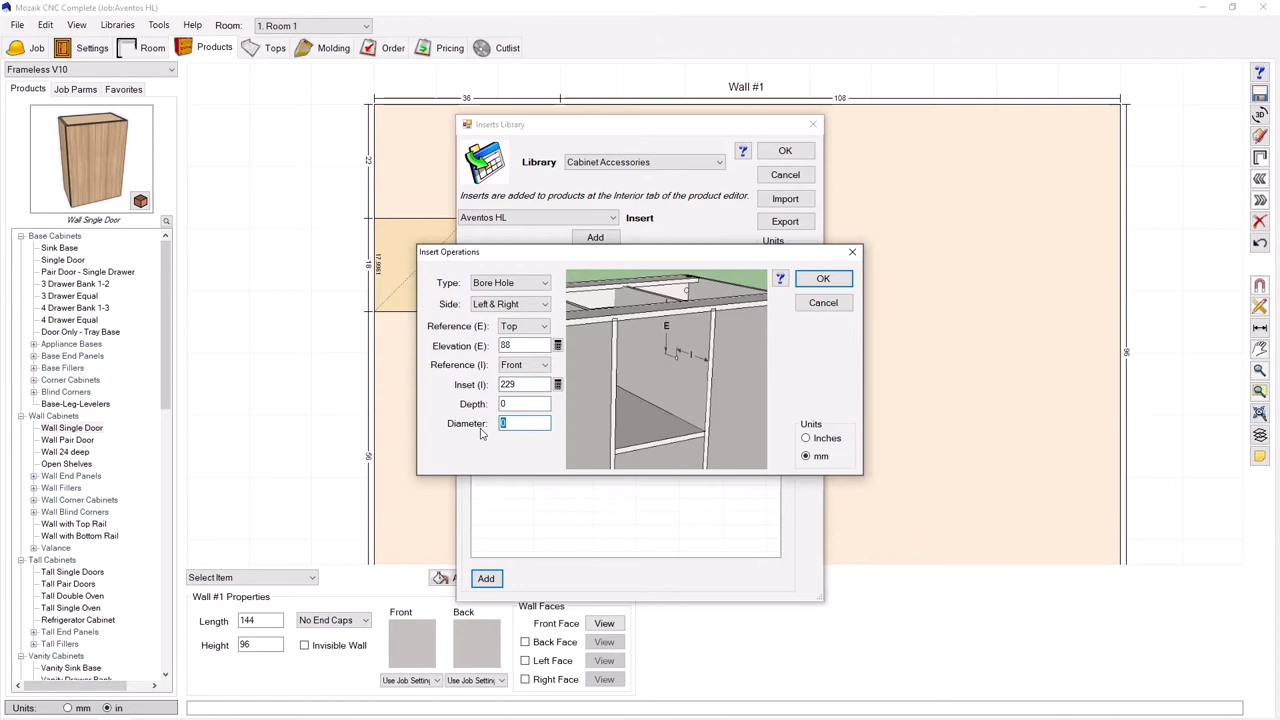 Mozaik CNC Complete (Job:Aventos HL)
File Edit View Libraries Tools Help Room: 1. Room 1
Job Settings Room Products Tops Molding Order Pricing Cutlist
Frameless V10
Products Job Parms Favorites
Wall Single Door
Base Cabinets
Sink Base
Single Door
Pair Door - Single Drawer
3 Drawer Bank 1-2
3 Drawer Equal
4 Drawer Bank 1-3
4 Drawer Equal
Door Only - Tray Base
Appliance Bases
Base End Panels
Base Fillers
Corner Cabinets
Blind Corners
Base-Leg-Levelers
Wall Cabinets
Wall Single Door
Wall Pair Door
Wall 24 deep
Open Shelves
Wall End Panels
Wall Fillers
Wall Corner Cabinets
Wall Blind Corners
Wall with Top Rail
Wall with Bottom Rail
Valance
Tall Cabinets
Tall Single Doors
Tall Pair Doors
Tall Double Oven
Tall Single Oven
Refrigerator Cabinet
Tall End Panels
Tall Fillers
Vanity Cabinets
Vanity Sink Base
Units: mm in
Wall #1
36 108
22
18
17.9961
56
96
Inserts Library
Library Cabinet Accessories ? OK
Cancel
Inserts are added to products at the Interior tab of the product editor.
Import
Aventos HL Insert Export
Add Units
Insert Operations
Type: Bore Hole ? OK
Side: Left & Right Cancel
Reference (E): Top
Elevation (E): 88
Reference (I): Front
Inset (I): 229
Depth: 0
Diameter: 0
E
I
Units
Inches
mm
Add
Select Item
Wall #1 Properties
Length 144 No End Caps
Height 96 Invisible Wall
Front Back
Use Job Setting Use Job Setting
Wall Faces
Front Face View
Back Face View
Left Face View
Right Face View
3D